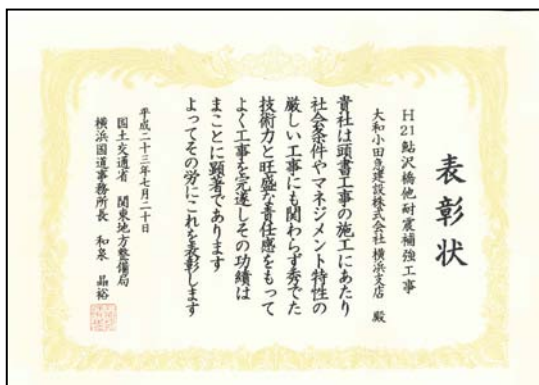 表彰状
H21鮎沢橋他耐震補強工事
大和小田急建設株式会社 横浜支店 殿
貴社は頭書工事の施工にあたり
社会条件やマネジメント特性の
厳しい工事にも関わらず秀でた
技術力と旺盛な責任感をもって
よく工事を完遂しその功績は
まことに顕著であります
よってその労にこれを表彰します
平成二十三年七月二十日
国土交通省 関東地方整備局
横浜国道事務所長 和泉 晶裕